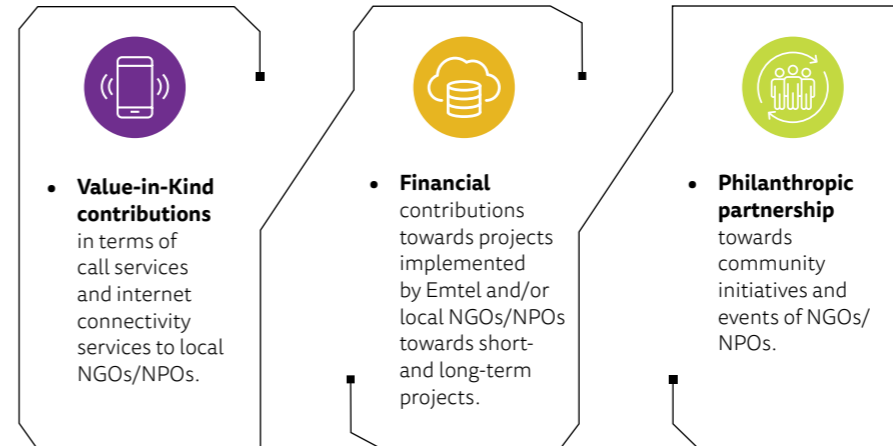 • Value-in-Kind
contributions
in terms of
call services
and internet
connectivity
services to local
NGOs/NPOs.
• Financial
contributions
towards projects
implemented
by Emtel and/or
local NGOs/NPOs
towards short-
and long-term
projects.
• Philanthropic
partnership
towards
community
initiatives and
events of NGOs/
NPOs.